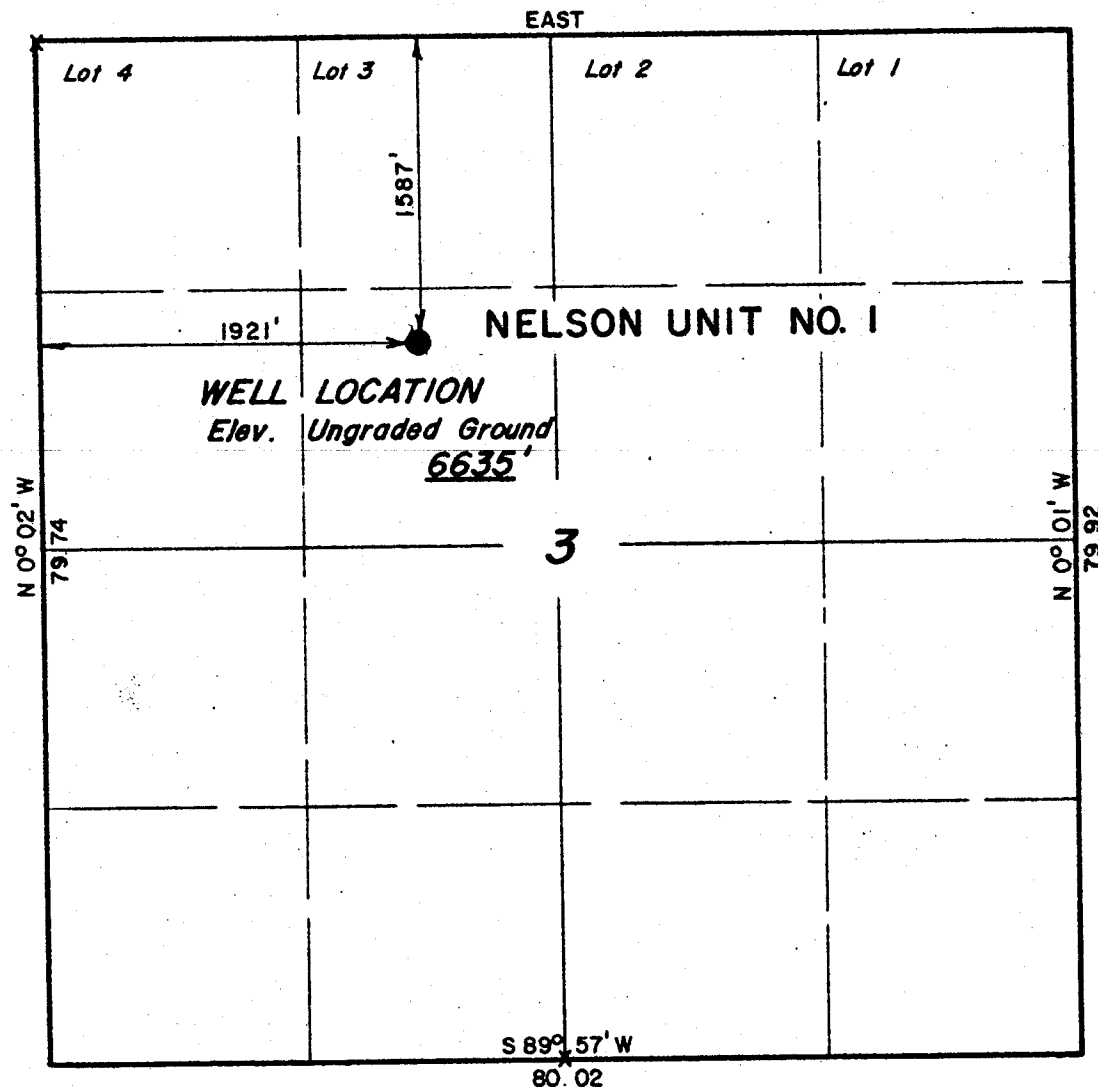 EAST
Lot 4
Lot 3
Lot 2
Lot 1
1587'
1921'
NELSON UNIT NO. 1
WELL LOCATION
Elev. Ungraded Ground
6635'
N 0° 02' W
79.74
3
N 0° 01' W
79.92
S 89° 57' W
80.02